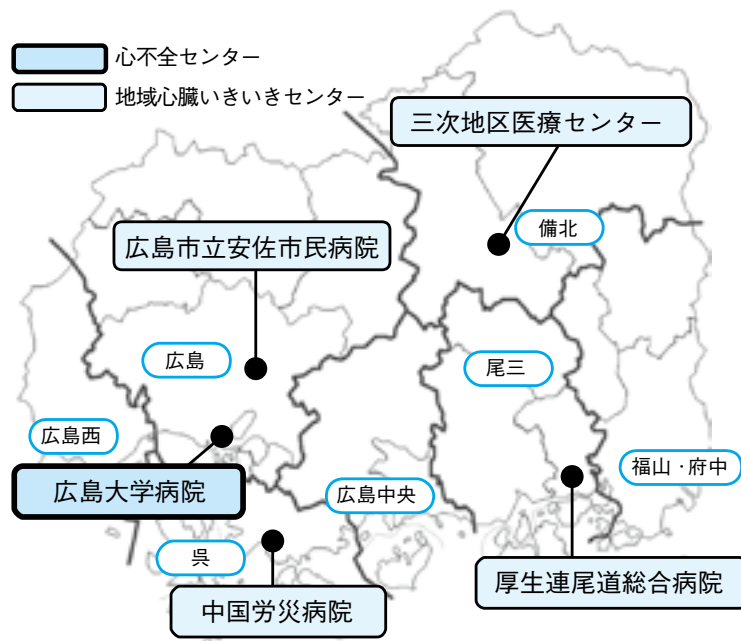 心不全センター
地域心臓いきいきセンター
三次地区医療センター
備北
広島市立安佐市民病院
広島
尾三
広島西
福山・府中
広島大学病院
広島中央
呉
厚生連尾道総合病院
中国労災病院